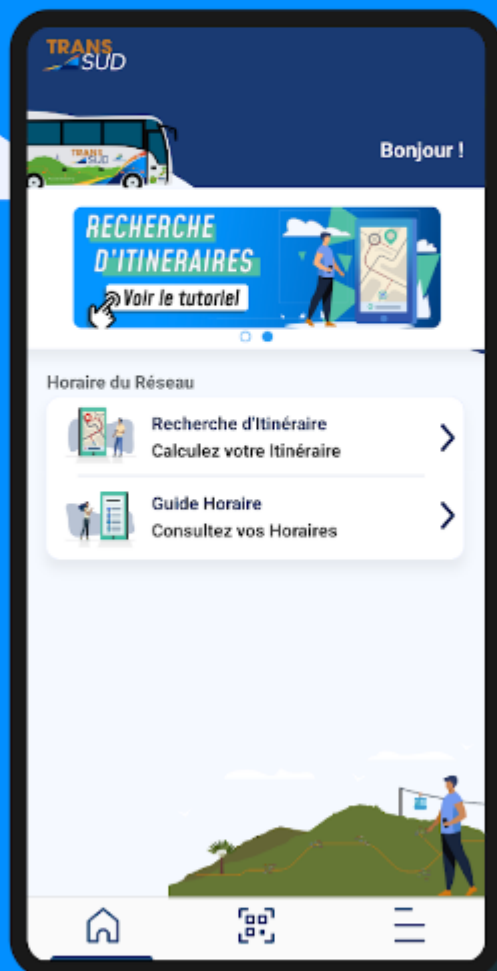 TRANS
SUD
TRANS
SUD
Bonjour !
RECHERCHE
D'ITINERAIRES
Voir le tutoriel
Horaire du Réseau
Recherche d'Itinéraire
Calculez votre Itinéraire
Guide Horaire
Consultez vos Horaires